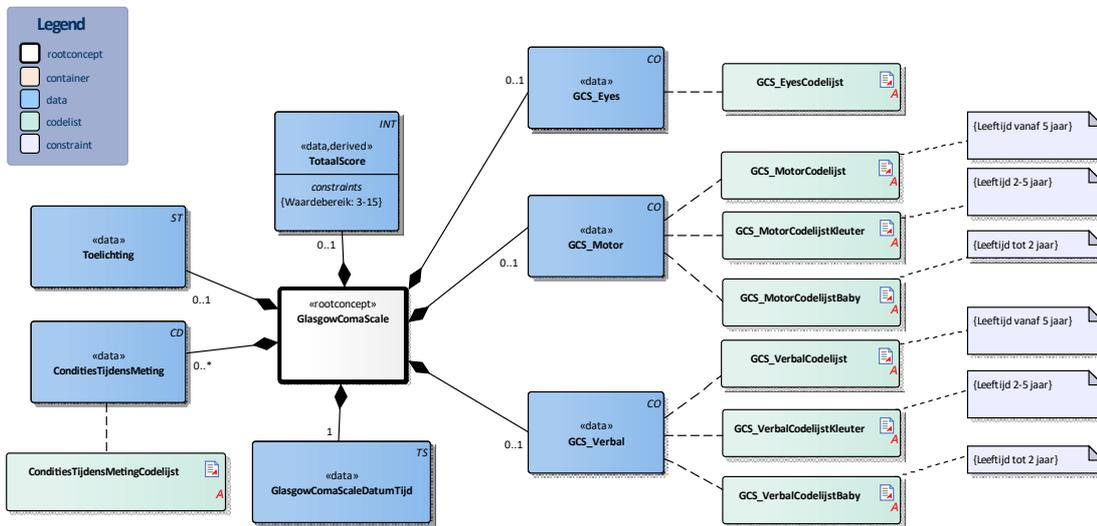 Legend
rootconcept
container
data
codelist
constraint
INT
«data,derived»
TotaalScore
constraints
{Waardebereik: 3-15}
0..1
ST
«data»
Toelichting
0..1
CD
«data»
ConditiesTijdensMeting
0..*
ConditiesTijdensMetingCodelijst
A
«rootconcept»
GlasgowComaScale
1
TS
«data»
GlasgowComaScaleDatumTijd
CO
«data»
GCS_Eyes
0..1
GCS_EyesCodelijst
A
CO
«data»
GCS_Motor
0..1
GCS_MotorCodelijst
A
{Leeftijd vanaf 5 jaar}
GCS_MotorCodelijstKleuter
A
{Leeftijd 2-5 jaar}
GCS_MotorCodelijstBaby
A
{Leeftijd tot 2 jaar}
CO
«data»
GCS_Verbal
0..1
GCS_VerbalCodelijst
A
{Leeftijd vanaf 5 jaar}
GCS_VerbalCodelijstKleuter
A
{Leeftijd 2-5 jaar}
GCS_VerbalCodelijstBaby
A
{Leeftijd tot 2 jaar}